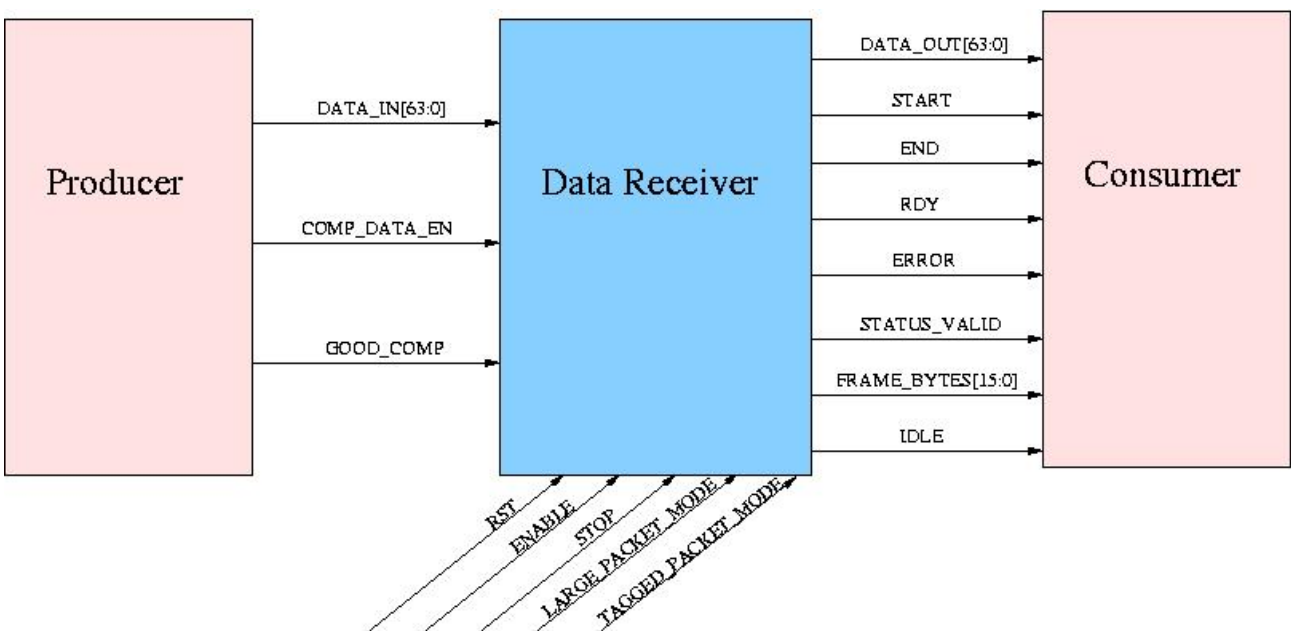 Producer
DATA_IN[63:0]
COMP_DATA_EN
GOOD_COMP
Data Receiver
DATA_OUT[63:0]
START
END
RDY
ERROR
STATUS_VALID
FRAME_BYTES[15:0]
IDLE
Consumer
RST
ENABLE
STOP
LARGE_PACKET_MODE
TAGGED_PACKET_MODE